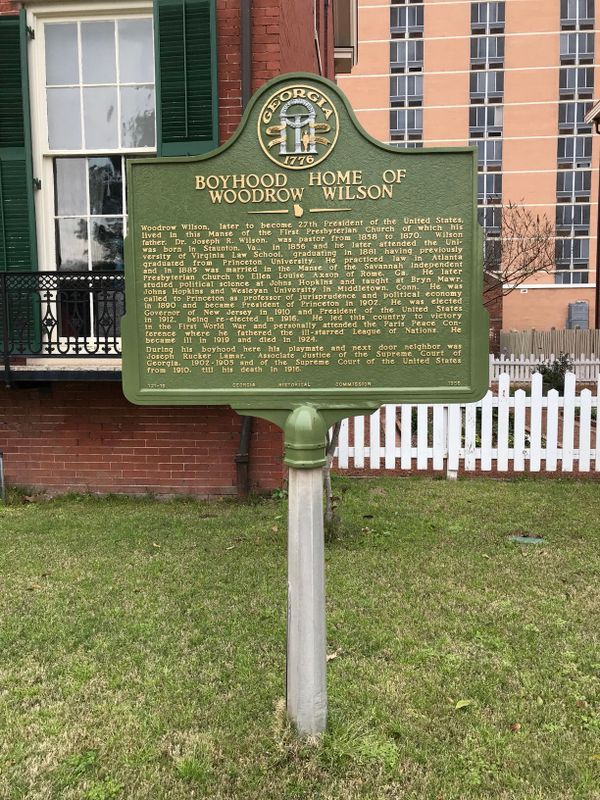 GEORGIA
1776
BOYHOOD HOME OF
WOODROW WILSON
Woodrow Wilson, later to become 27th President of the United States,
lived in this Manse of the First Presbyterian Church of which his
father, Dr. Joseph R. Wilson, was pastor from 1858 to 1870. Wilson
was born in Staunton, Va., in 1856 and he later attended the Uni-
versity of Virginia Law School, graduating in 1881 having previously
graduated from Princeton University. He practiced law in Atlanta
and in 1885 was married in the Manse of the Savannah Independent
Presbyterian Church to Ellen Louise Axson of Rome, Ga. He later
studied political science at Johns Hopkins and taught at Bryn Mawr,
Johns Hopkins and Wesleyan University in Middletown, Conn. He was
called to Princeton as professor of jurisprudence and political economy
in 1890 and became President of Princeton in 1902. He was elected
Governor of New Jersey in 1910 and President of the United States
in 1912, being re-elected in 1916. He led this country to victory
in the First World War and personally attended the Paris Peace Con-
ference where he fathered the ill-starred League of Nations. He
became ill in 1919 and died in 1924.
During his boyhood here his playmate and next door neighbor was
Joseph Rucker Lamar, Associate Justice of the Supreme Court of
Georgia, 1902-1905 and of the Supreme Court of the United States
from 1910, till his death in 1916.
121-18 GEORGIA HISTORICAL COMMISSION 1956